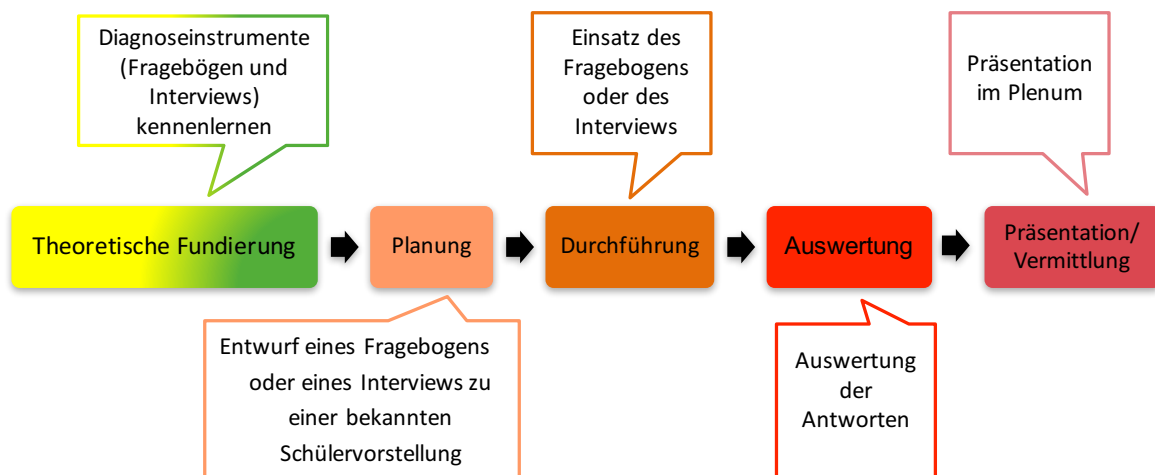 Diagnoseinstrumente
(Fragebögen und
Interviews)
kennenlernen
Einsatz des
Fragebogens
oder des
Interviews
Präsentation
im Plenum
Theoretische Fundierung
Planung
Durchführung
Auswertung
Präsentation/
Vermittlung
Entwurf eines Fragebogens
oder eines Interviews zu
einer bekannten
Schülervorstellung
Auswertung
der
Antworten